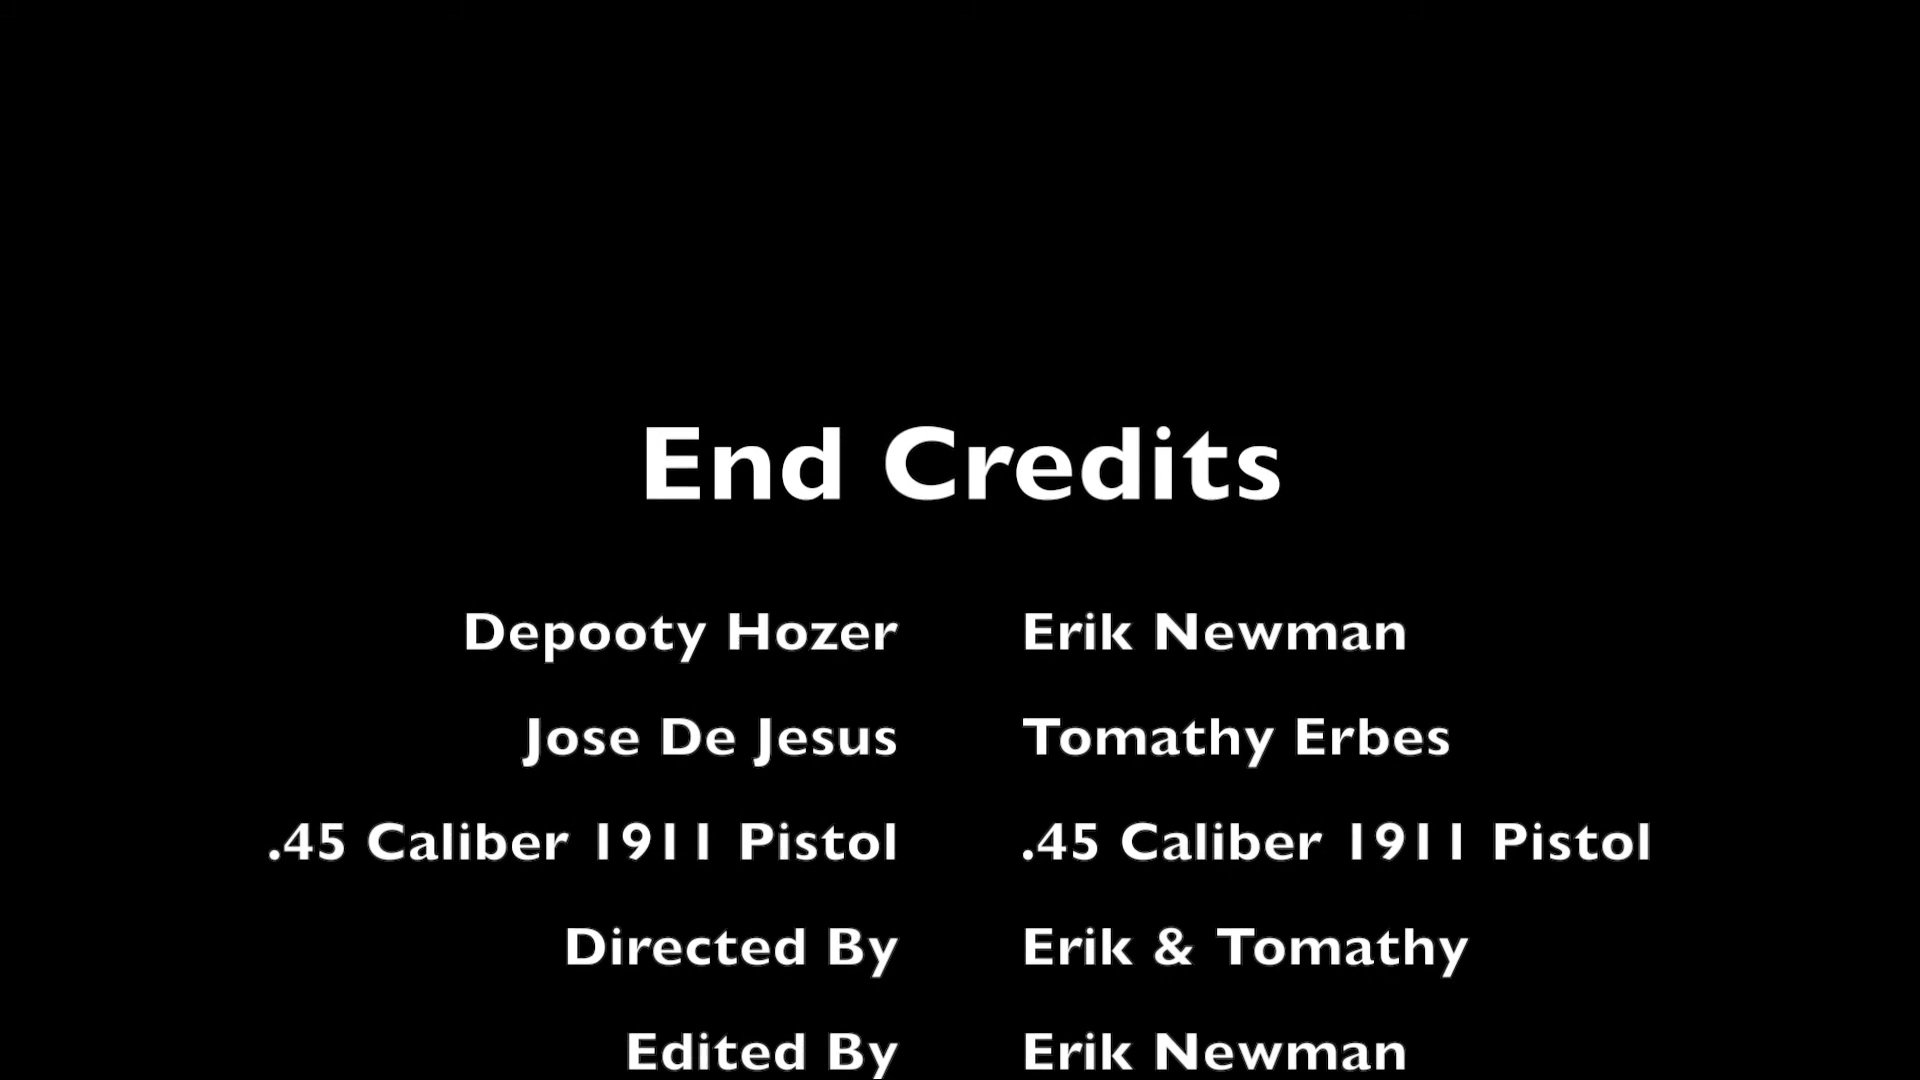 End Credits
Depooty Hozer Erik Newman
Jose De Jesus Tomathy Erbes
.45 Caliber 1911 Pistol .45 Caliber 1911 Pistol
Directed By Erik & Tomathy
Edited By Erik Newman